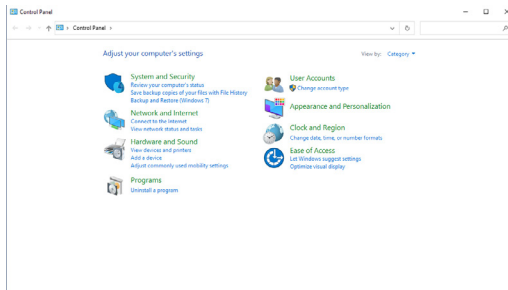 Control Panel
Control Panel
Adjust your computer's settings
View by: Category
System and Security
Review your computer's status
Save backup copies of your files with File History
Backup and Restore (Windows 7)
Network and Internet
Connect to the Internet
View network status and tasks
Hardware and Sound
View devices and printers
Add a device
Adjust commonly used mobility settings
Programs
Uninstall a program
User Accounts
Change account type
Appearance and Personalization
Clock and Region
Change date, time, or number formats
Ease of Access
Let Windows suggest settings
Optimize visual display